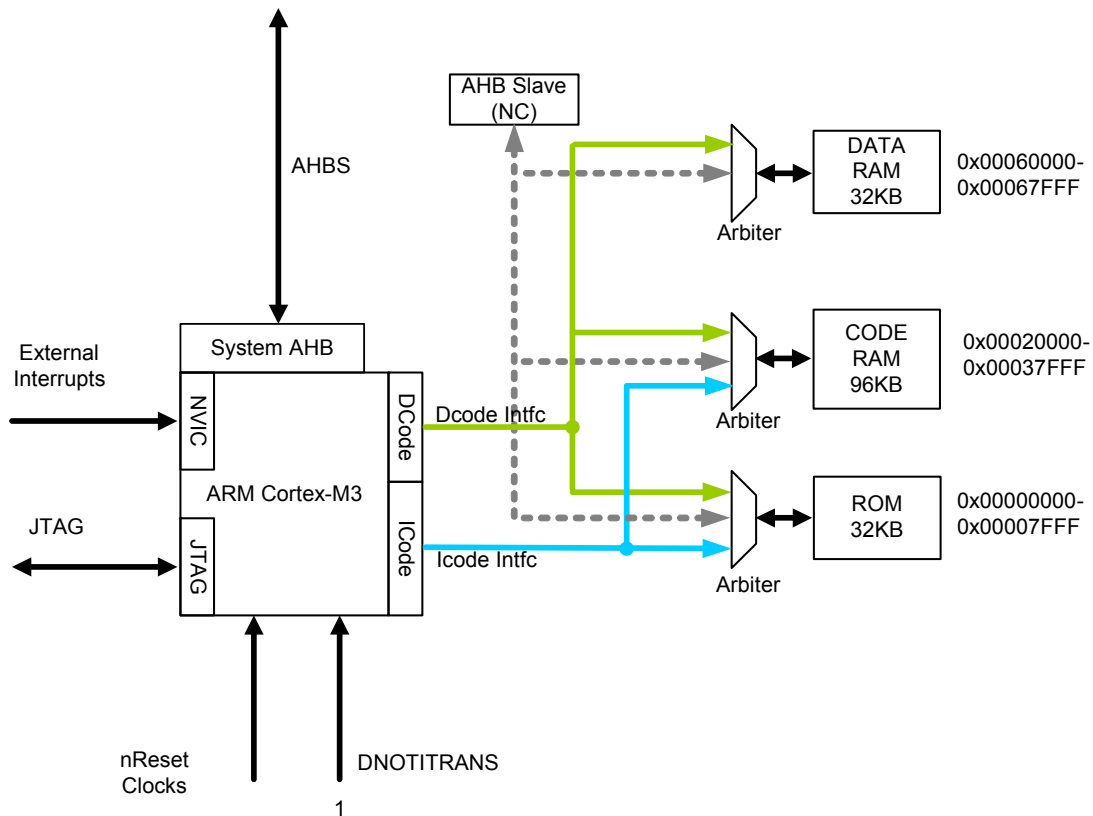 AHB Slave
(NC)
AHBS
DATA
RAM
32KB
0x00060000-
0x00067FFF
Arbiter
System AHB
External
Interrupts
NVIC
DCode
Dcode Intfc
CODE
RAM
96KB
0x00020000-
0x00037FFF
Arbiter
ARM Cortex-M3
JTAG
JTAG
ICode
Icode Intfc
ROM
32KB
0x00000000-
0x00007FFF
Arbiter
nReset
Clocks
DNOTITRANS
1